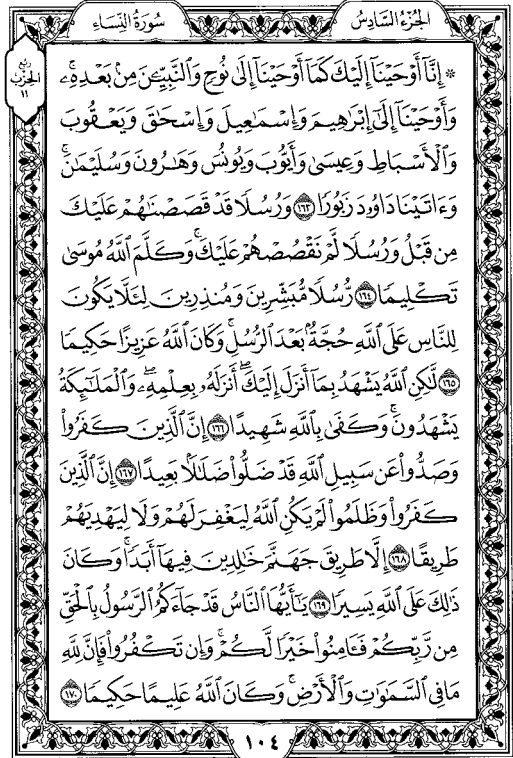 الجُزْءُ السَّادِسُ
سُورَةُ النِّسَاءِ
ربع
الحزب
١١
۞ إِنَّآ أَوْحَيْنَآ إِلَيْكَ كَمَآ أَوْحَيْنَآ إِلَىٰ نُوحٍ وَٱلنَّبِيِّـۧنَ مِنۢ بَعْدِهِۦۚ
وَأَوْحَيْنَآ إِلَىٰٓ إِبْرَٰهِيمَ وَإِسْمَٰعِيلَ وَإِسْحَٰقَ وَيَعْقُوبَ
وَٱلْأَسْبَاطِ وَعِيسَىٰ وَأَيُّوبَ وَيُونُسَ وَهَٰرُونَ وَسُلَيْمَٰنَۚ
وَءَاتَيْنَا دَاوُۥدَ زَبُورًا ١٦٣ وَرُسُلًا قَدْ قَصَصْنَٰهُمْ عَلَيْكَ
مِن قَبْلُ وَرُسُلًا لَّمْ نَقْصُصْهُمْ عَلَيْكَۚ وَكَلَّمَ ٱللَّهُ مُوسَىٰ
تَكْلِيمًا ١٦٤ رُّسُلًا مُّبَشِّرِينَ وَمُنذِرِينَ لِئَلَّا يَكُونَ
لِلنَّاسِ عَلَى ٱللَّهِ حُجَّةٌۢ بَعْدَ ٱلرُّسُلِۚ وَكَانَ ٱللَّهُ عَزِيزًا حَكِيمًا
١٦٥ لَّٰكِنِ ٱللَّهُ يَشْهَدُ بِمَآ أَنزَلَ إِلَيْكَۖ أَنزَلَهُۥ بِعِلْمِهِۦۖ وَٱلْمَلَٰٓئِكَةُ
يَشْهَدُونَۚ وَكَفَىٰ بِٱللَّهِ شَهِيدًا ١٦٦ إِنَّ ٱلَّذِينَ كَفَرُوا۟
وَصَدُّوا۟ عَن سَبِيلِ ٱللَّهِ قَدْ ضَلُّوا۟ ضَلَٰلًۢا بَعِيدًا ١٦٧ إِنَّ ٱلَّذِينَ
كَفَرُوا۟ وَظَلَمُوا۟ لَمْ يَكُنِ ٱللَّهُ لِيَغْفِرَ لَهُمْ وَلَا لِيَهْدِيَهُمْ
طَرِيقًا ١٦٨ إِلَّا طَرِيقَ جَهَنَّمَ خَٰلِدِينَ فِيهَآ أَبَدًاۚ وَكَانَ
ذَٰلِكَ عَلَى ٱللَّهِ يَسِيرًا ١٦٩ يَٰٓأَيُّهَا ٱلنَّاسُ قَدْ جَآءَكُمُ ٱلرَّسُولُ بِٱلْحَقِّ
مِن رَّبِّكُمْ فَـَٔامِنُوا۟ خَيْرًا لَّكُمْۚ وَإِن تَكْفُرُوا۟ فَإِنَّ لِلَّهِ
مَا فِى ٱلسَّمَٰوَٰتِ وَٱلْأَرْضِۚ وَكَانَ ٱللَّهُ عَلِيمًا حَكِيمًا ١٧٠
١٠٤